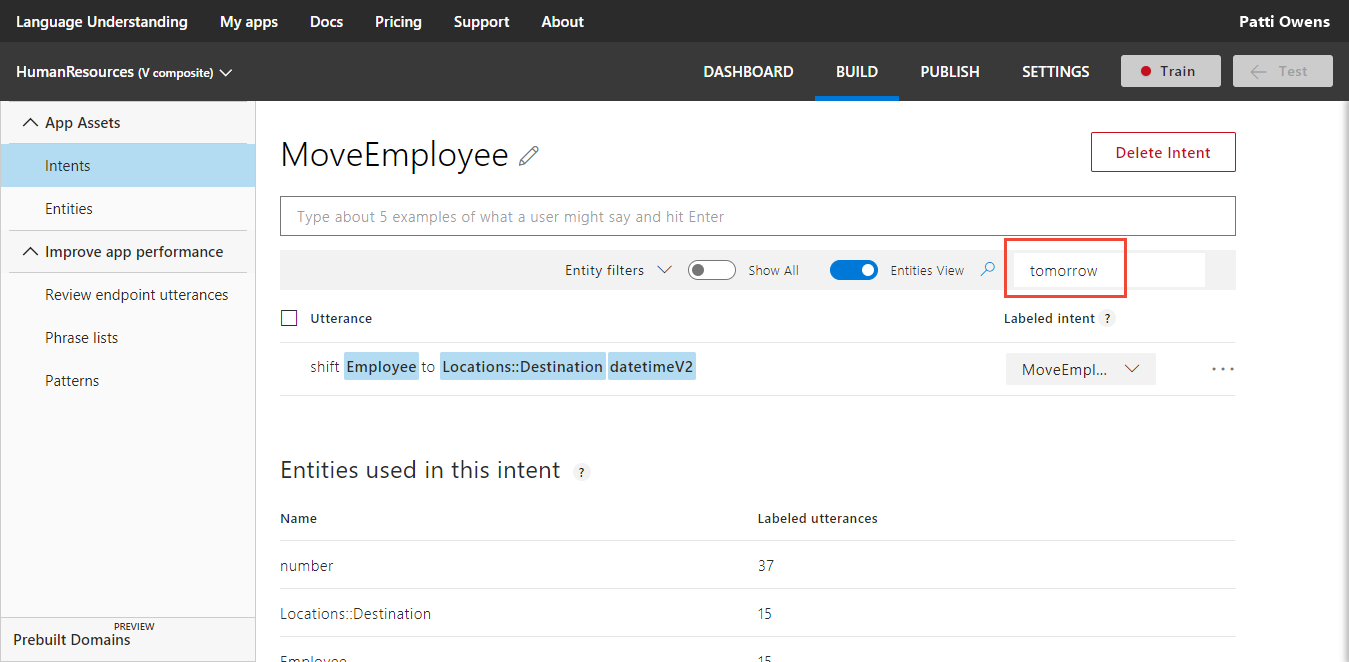 Language Understanding My apps Docs Pricing Support About Patti Owens
HumanResources (V composite) DASHBOARD BUILD PUBLISH SETTINGS Train Test
App Assets
Intents
Entities
Improve app performance
Review endpoint utterances
Phrase lists
Patterns
PREVIEW
Prebuilt Domains
MoveEmployee
Delete Intent
Type about 5 examples of what a user might say and hit Enter
Entity filters Show All Entities View tomorrow
Utterance Labeled intent ?
shift Employee to Locations::Destination datetimeV2 MoveEmpl... ...
Entities used in this intent ?
Name Labeled utterances
number 37
Locations::Destination 15
Employee 15